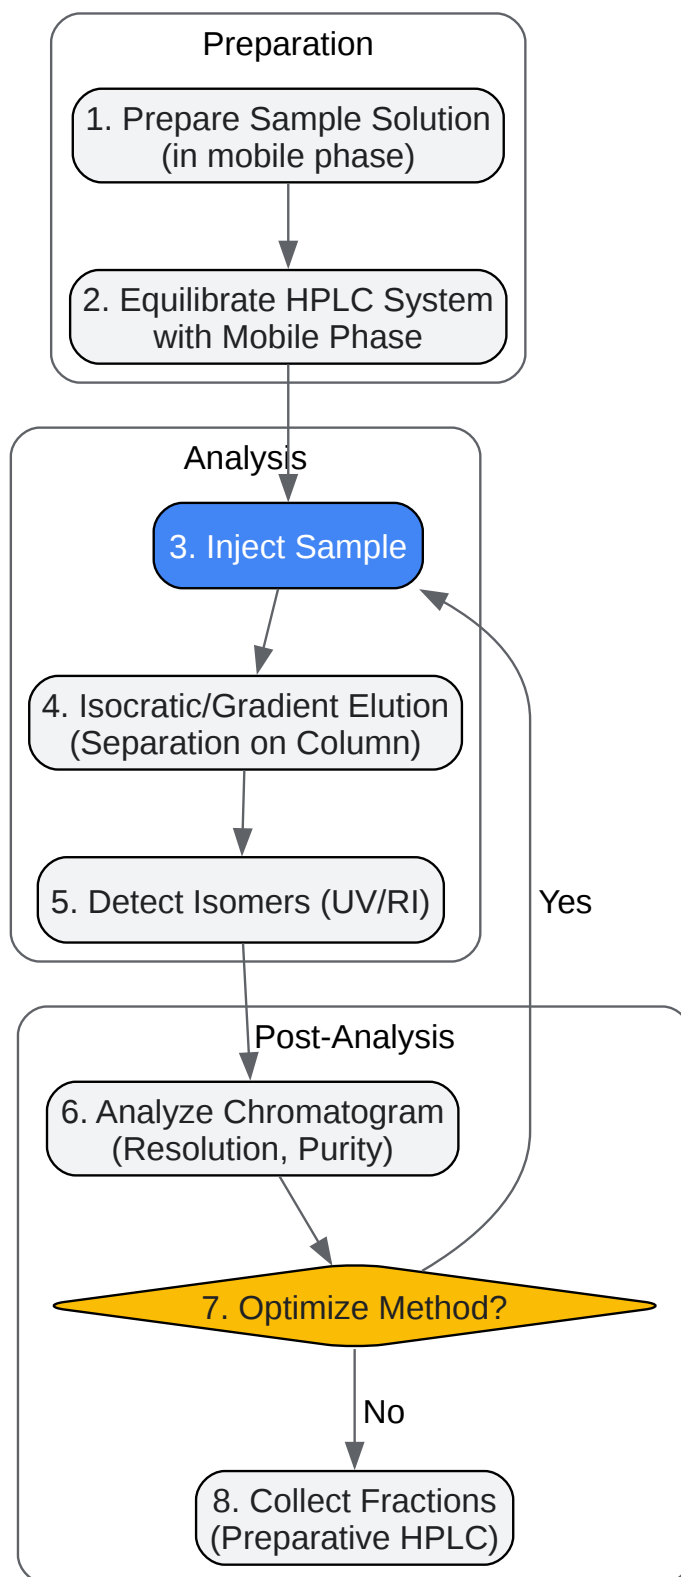 Preparation
1. Prepare Sample Solution
(in mobile phase)
2. Equilibrate HPLC System
with Mobile Phase
Analysis
3. Inject Sample
4. Isocratic/Gradient Elution
(Separation on Column)
5. Detect Isomers (UV/RI)
Yes
Post-Analysis
6. Analyze Chromatogram
(Resolution, Purity)
7. Optimize Method?
No
8. Collect Fractions
(Preparative HPLC)